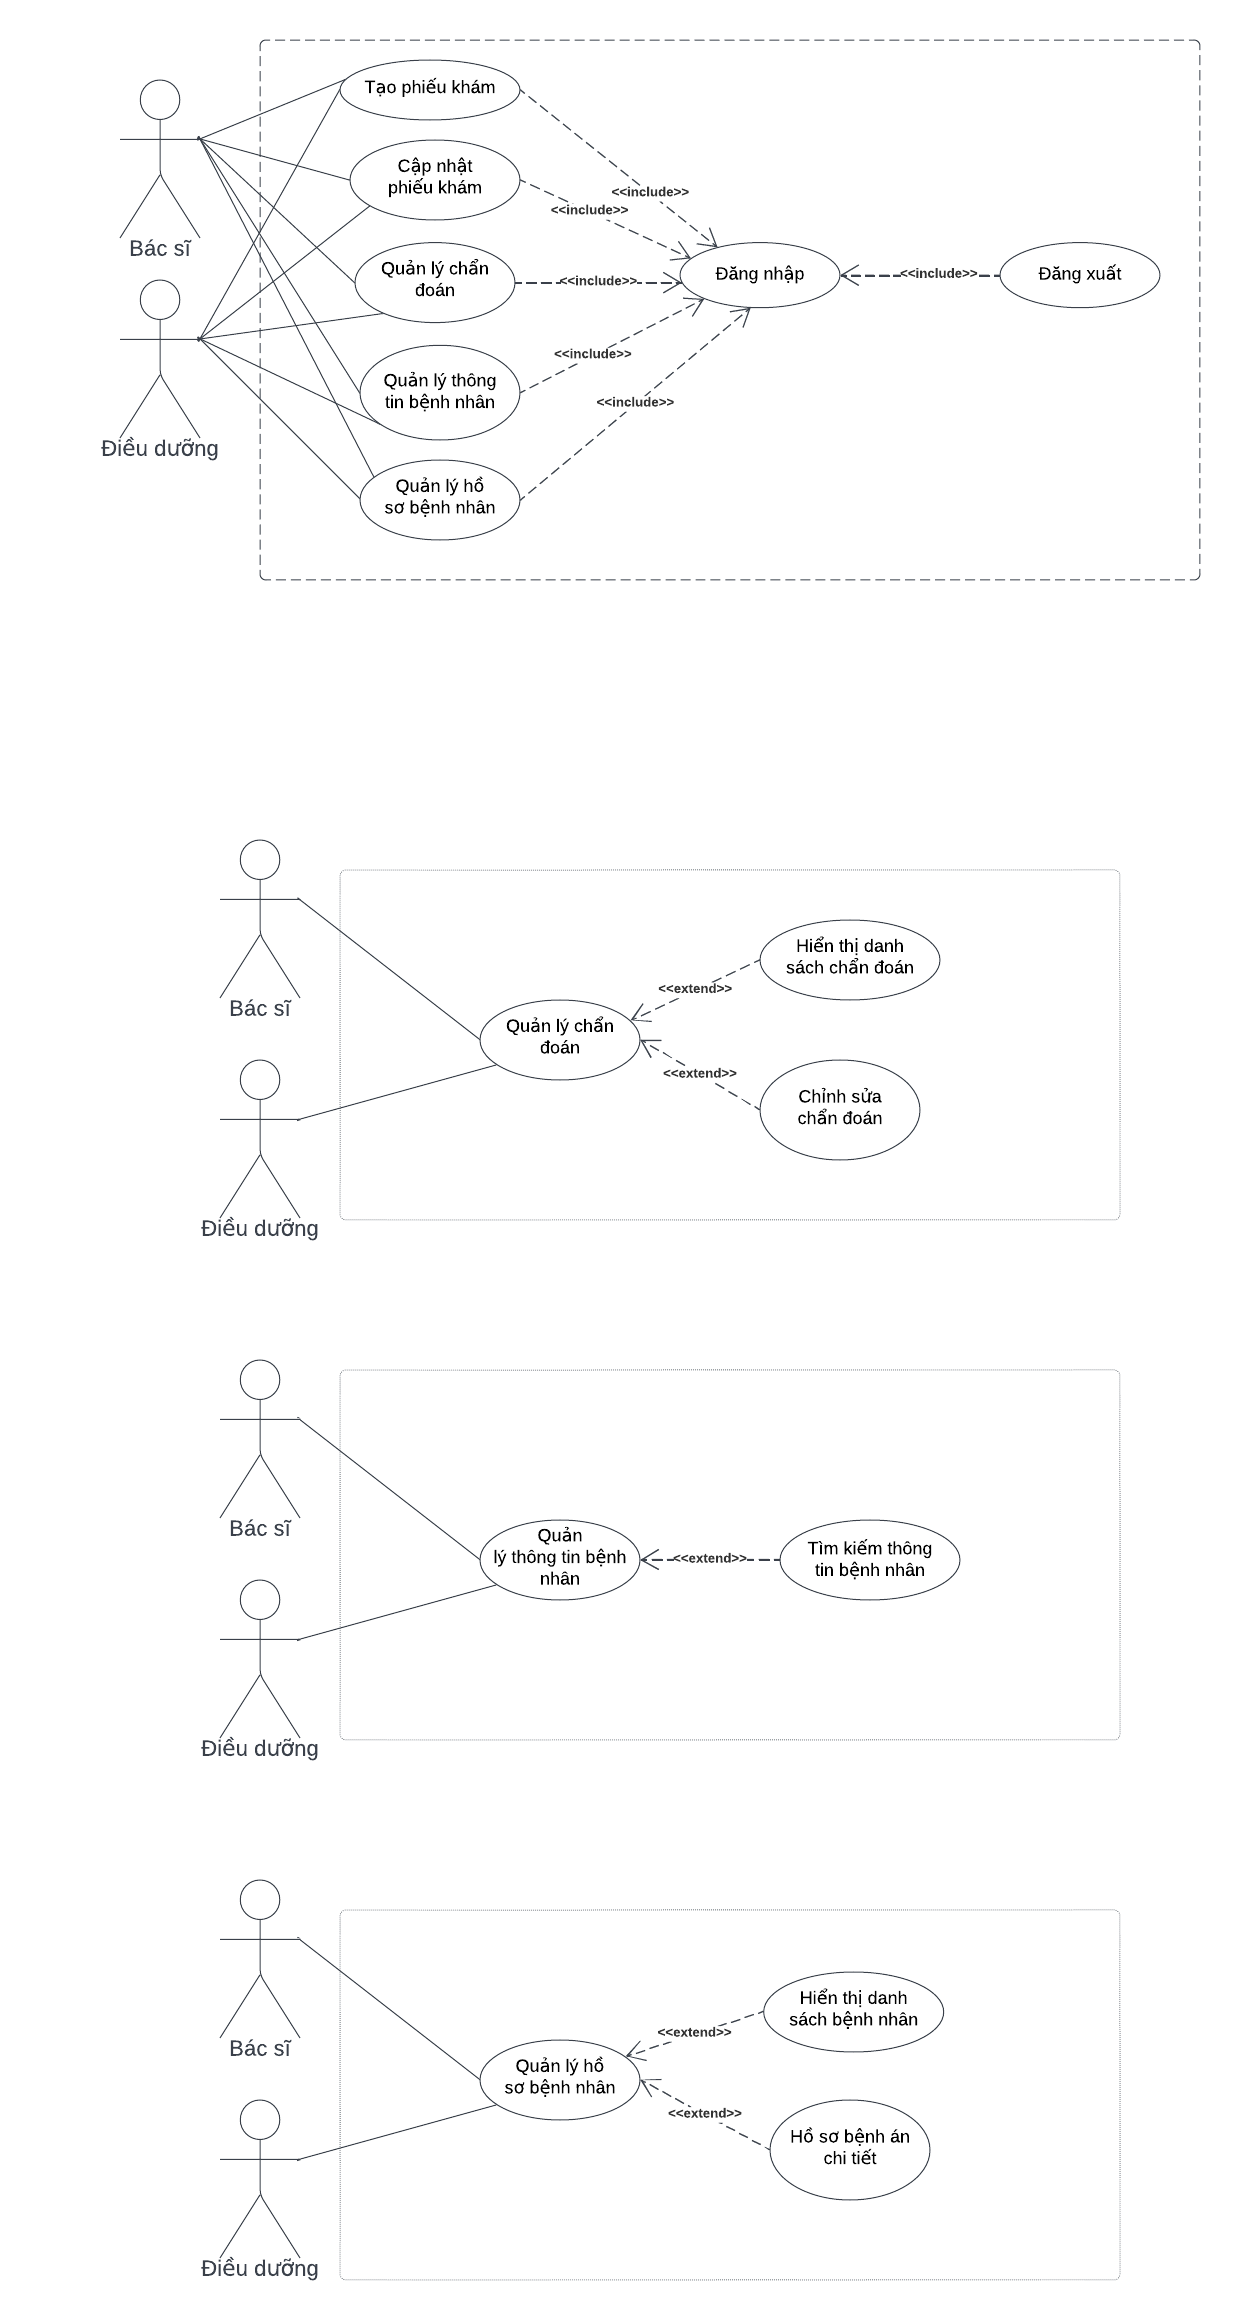 Tạo phiếu khám
Cập nhật
phiếu khám
<<include>>
<<include>>
Bác sĩ
Quản lý chẩn
đoán
<<include>>
Đăng nhập
<<include>>
Đăng xuất
Quản lý thông
tin bệnh nhân
<<include>>
<<include>>
Điều dưỡng
Quản lý hồ
sơ bệnh nhân
Bác sĩ
Hiển thị danh
sách chẩn đoán
<<extend>>
Quản lý chẩn
đoán
<<extend>>
Chỉnh sửa
chẩn đoán
Điều dưỡng
Bác sĩ
Quản
lý thông tin bệnh
nhân
<<extend>>
Tìm kiếm thông
tin bệnh nhân
Điều dưỡng
Bác sĩ
Hiển thị danh
sách bệnh nhân
<<extend>>
Quản lý hồ
sơ bệnh nhân
<<extend>>
Hồ sơ bệnh án
chi tiết
Điều dưỡng